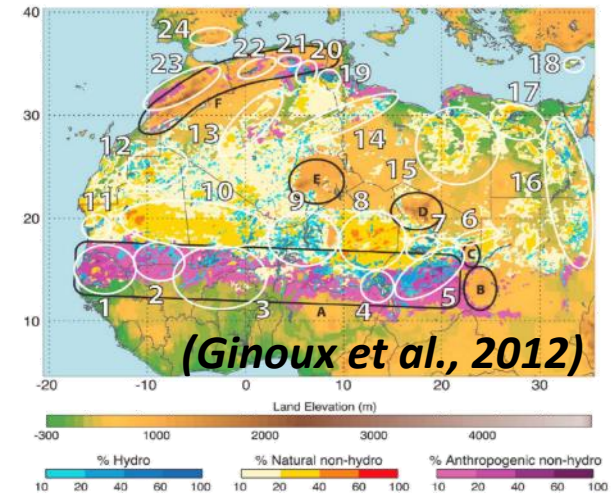 40
24
22 21 20
23
18
19
F
17
30
13
14
12
15
E
16
11
10
9 8
D
20
6
7
C
B
1 2 3 4 5
A
10
(Ginoux et al., 2012)
-20 -10 0 10 20 30
Land Elevation (m)
-300 1000 2000 3000 4000
% Hydro % Natural non-hydro % Anthropogenic non-hydro
10 20 40 60 100 10 20 40 60 100 10 20 40 60 100